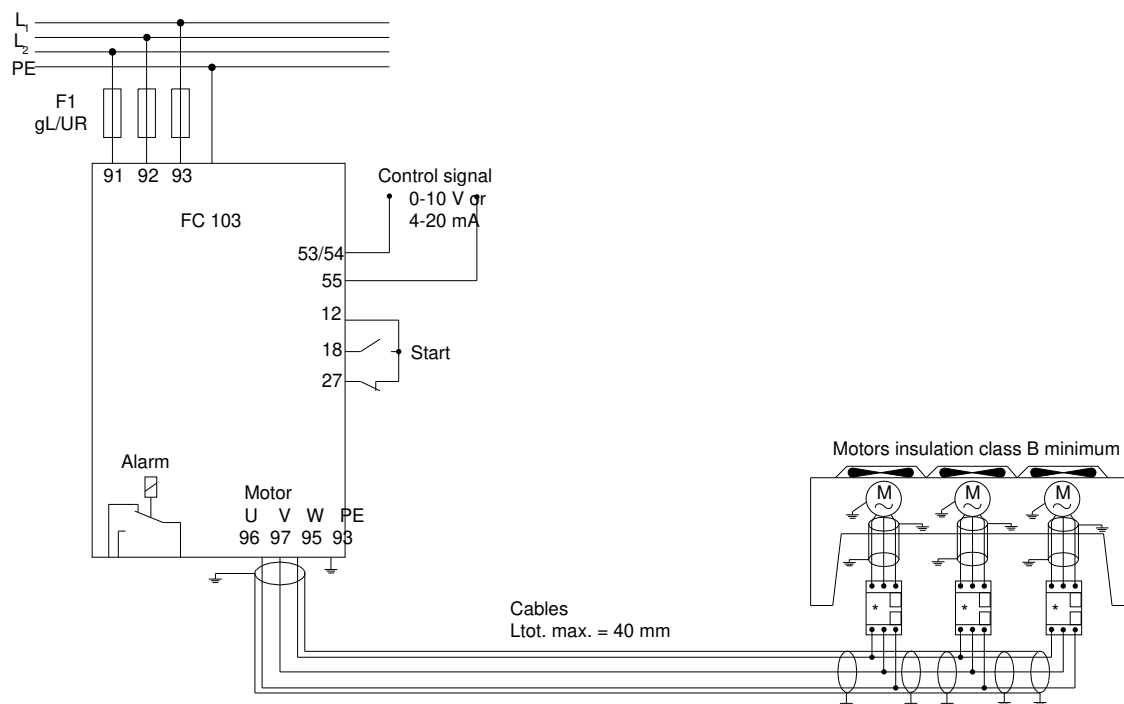 L1
L2
PE
F1
gL/UR
91 92 93
FC 103
Control signal
0-10 V or
4-20 mA
53/54
55
12
18
Start
27
Alarm
Motor
U V W PE
96 97 95 93
Motors insulation class B minimum
M M M
* * *
Cables
Ltot. max. = 40 mm